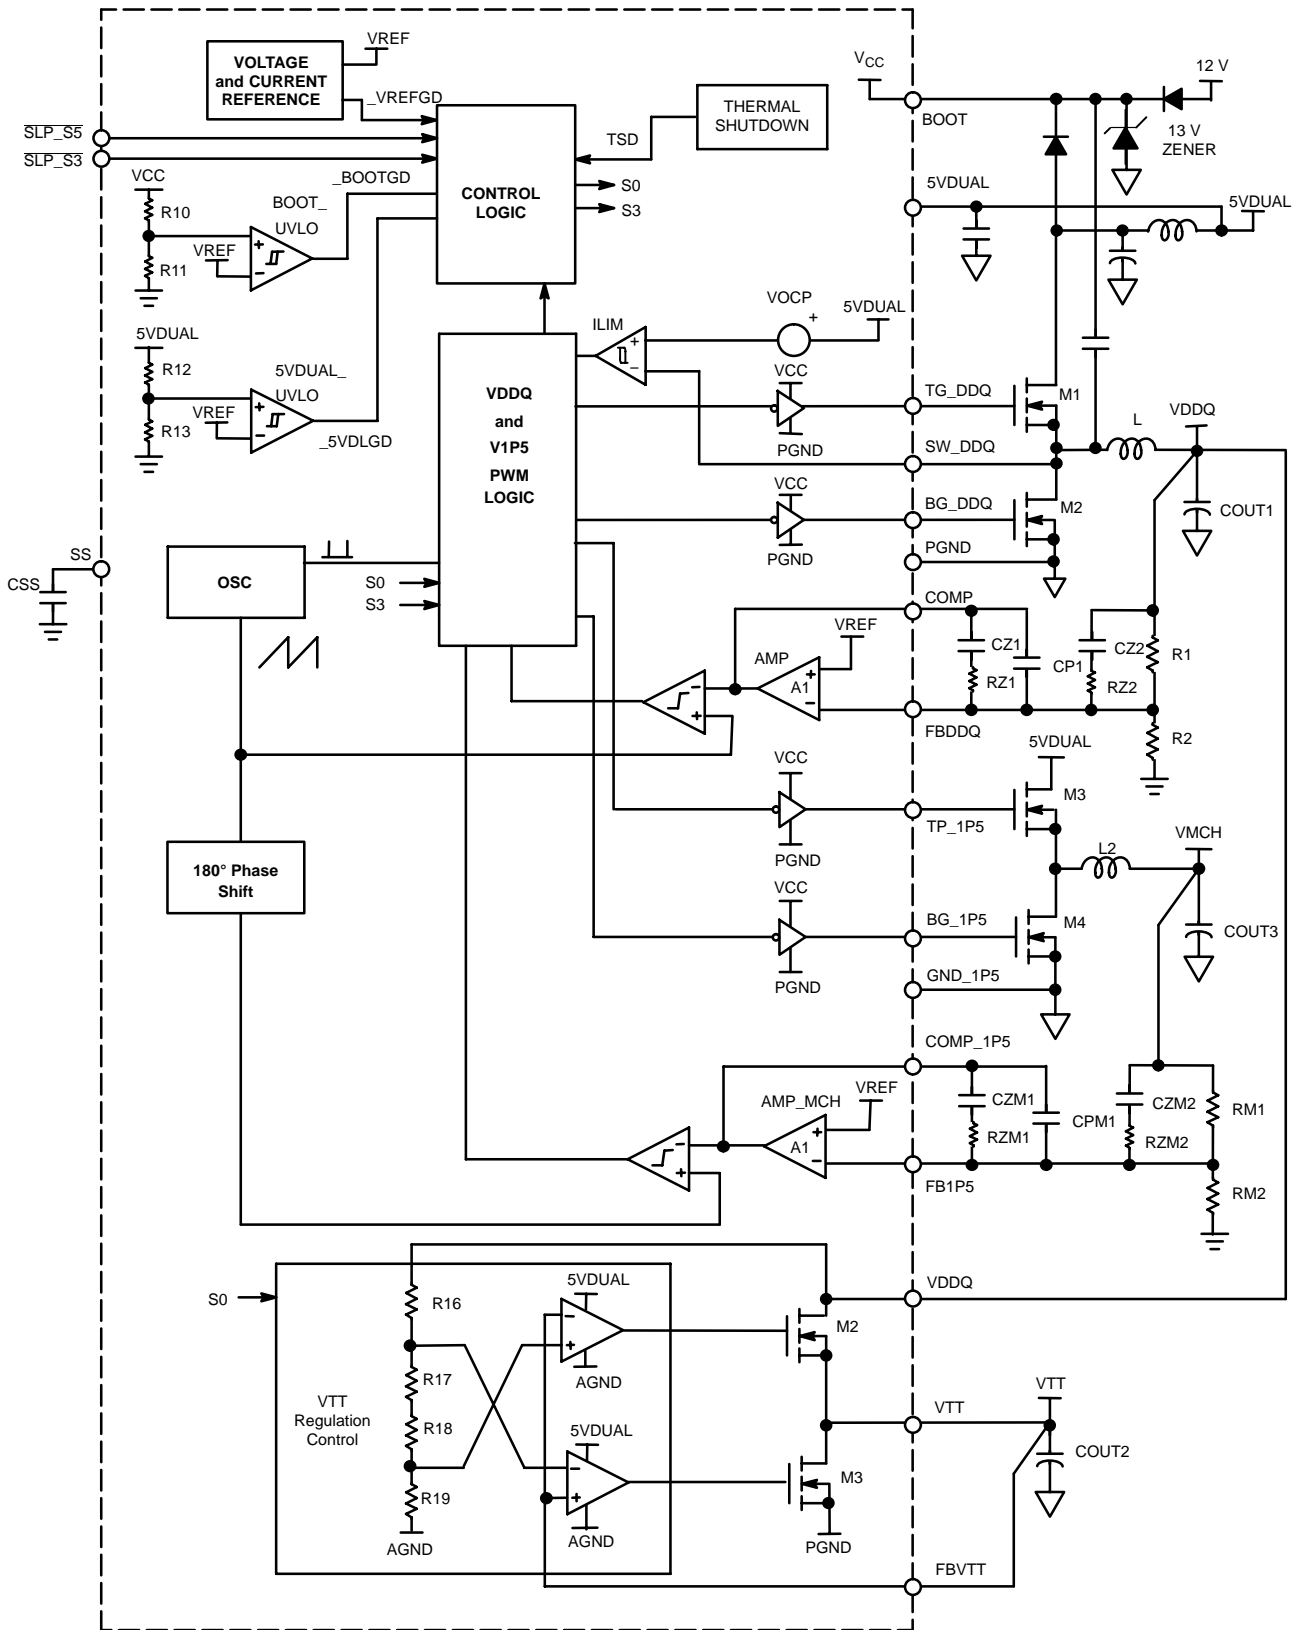 VOLTAGE
and CURRENT
REFERENCE
VREF
_VREFGD
SLP_S5
SLP_S3
THERMAL
SHUTDOWN
TSD
VCC
BOOT
12 V
13 V
ZENER
CONTROL
LOGIC
S0
S3
_BOOTGD
VCC
R10
R11
VREF
BOOT_
UVLO
+
−
5VDUAL
5VDUAL
5VDUAL
R12
R13
VREF
5VDUAL_
UVLO
+
−
_5VDLGD
VDDQ
and
V1P5
PWM
LOGIC
ILIM
+
−
VOCP
+
5VDUAL
VCC
PGND
TG_DDQ
M1
SW_DDQ
L
VDDQ
COUT1
VCC
PGND
BG_DDQ
M2
PGND
SS
CSS
OSC
S0
S3
COMP
VREF
AMP
A1
+
−
−
+
CZ1
RZ1
CP1
CZ2
RZ2
R1
R2
FBDDQ
180° Phase
Shift
5VDUAL
VCC
PGND
TP_1P5
M3
L2
VMCH
COUT3
VCC
PGND
BG_1P5
M4
GND_1P5
COMP_1P5
VREF
AMP_MCH
A1
+
−
−
+
CZM1
RZM1
CPM1
CZM2
RZM2
RM1
RM2
FB1P5
S0
VTT
Regulation
Control
R16
R17
R18
R19
AGND
5VDUAL
−
+
AGND
5VDUAL
−
+
AGND
M2
M3
PGND
VDDQ
VTT
VTT
COUT2
FBVTT